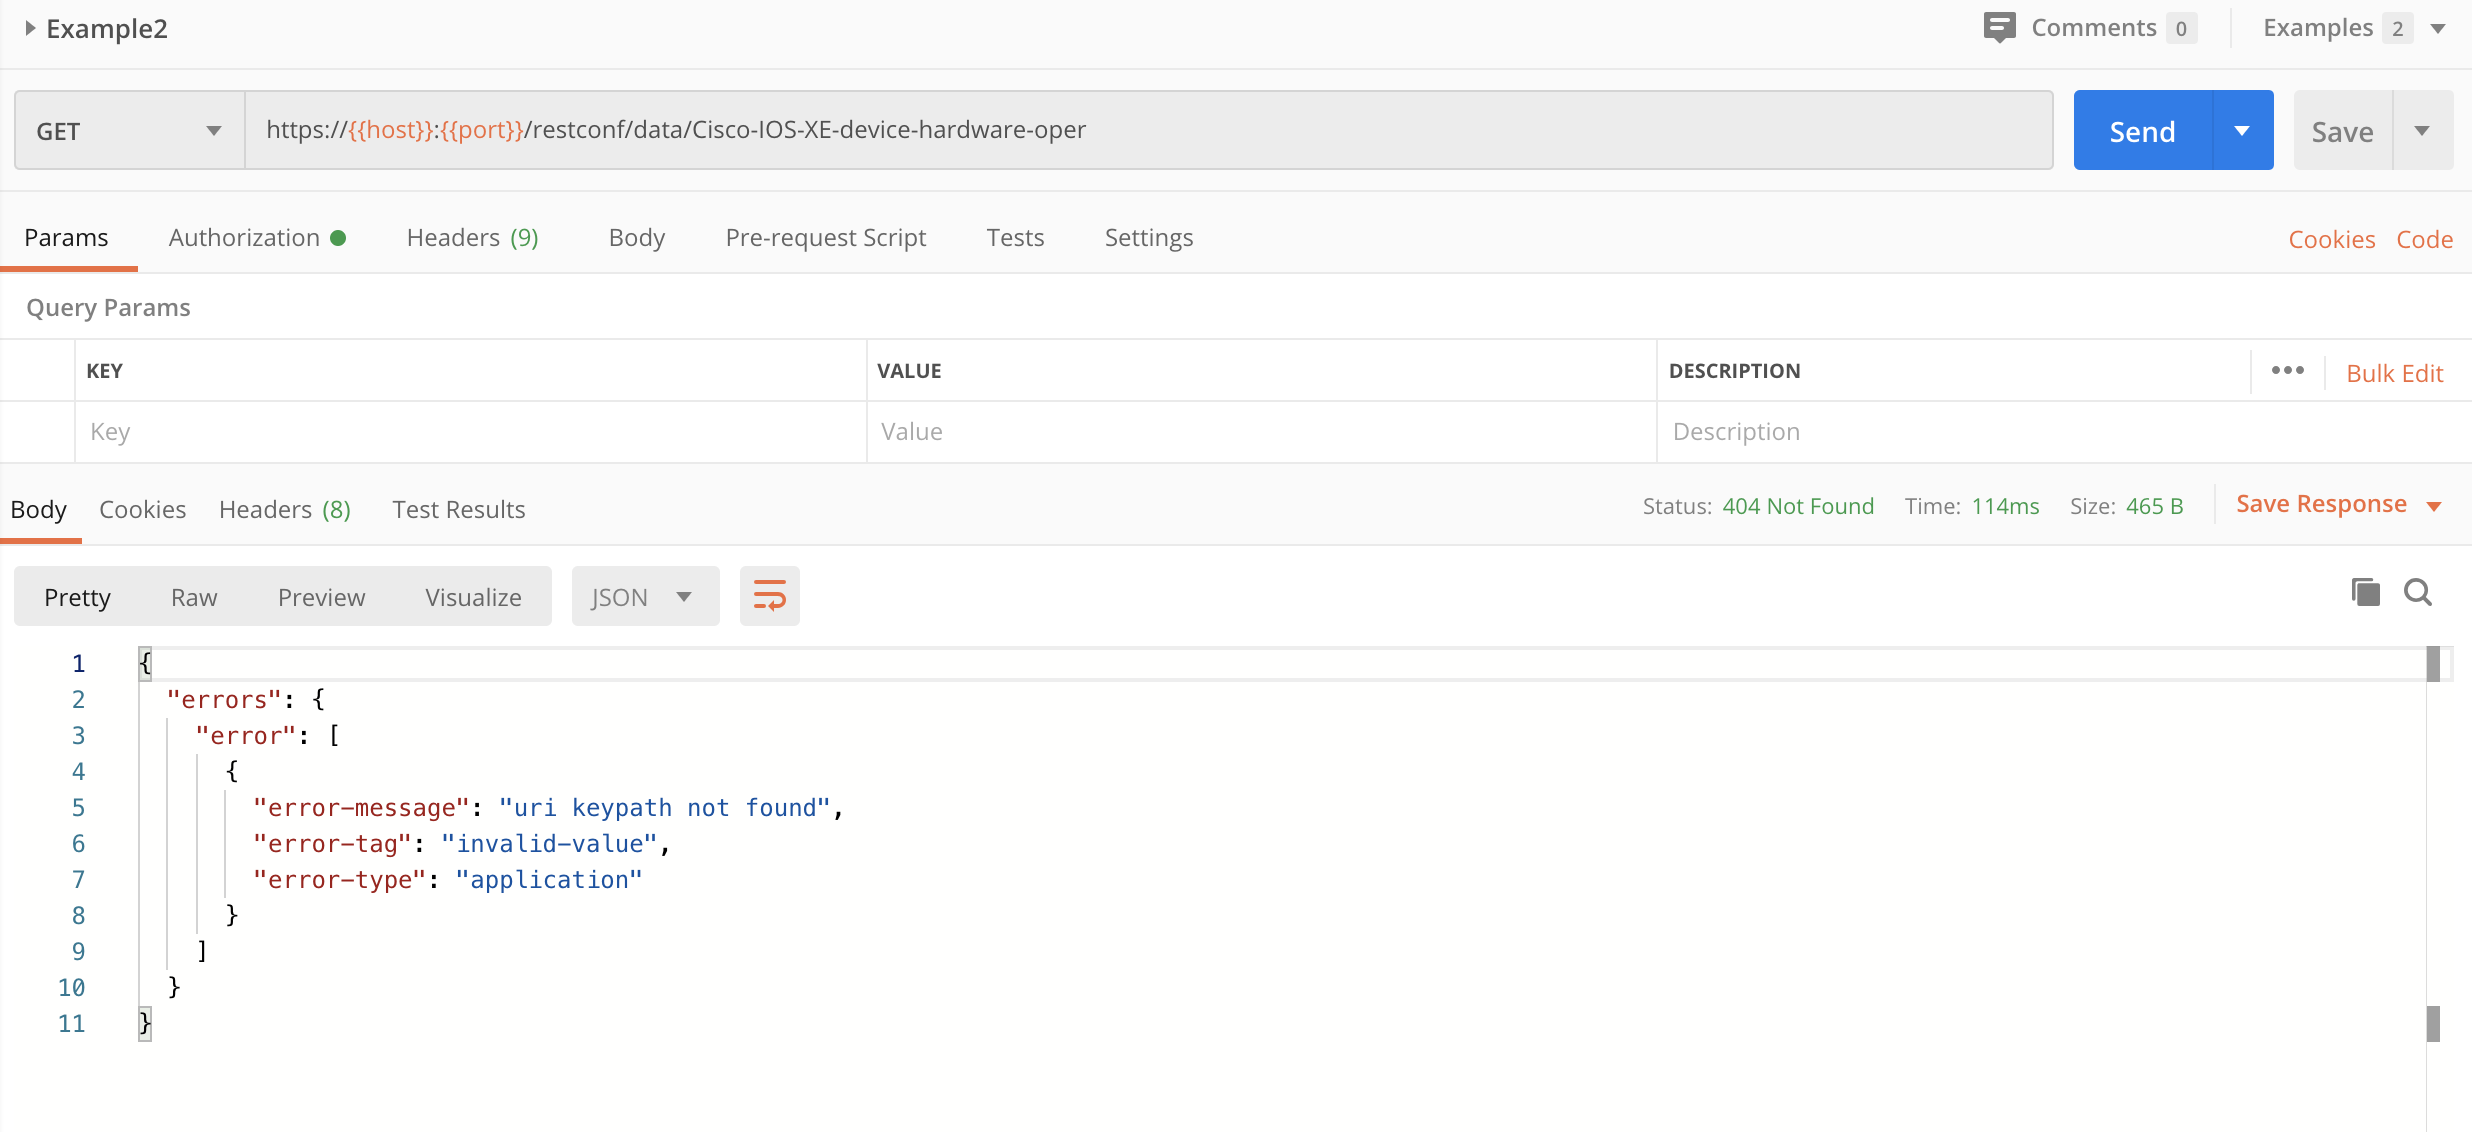 Example2 Comments 0 Examples 2
GET https://{{host}}:{{port}}/restconf/data/Cisco-IOS-XE-device-hardware-oper Send Save
Params Authorization Headers (9) Body Pre-request Script Tests Settings Cookies Code
Query Params
KEY VALUE DESCRIPTION ••• Bulk Edit
Key Value Description
Body Cookies Headers (8) Test Results Status: 404 Not Found Time: 114ms Size: 465 B Save Response
Pretty Raw Preview Visualize JSON
1 {
2 "errors": {
3 "error": [
4 {
5 "error-message": "uri keypath not found",
6 "error-tag": "invalid-value",
7 "error-type": "application"
8 }
9 ]
10 }
11 }